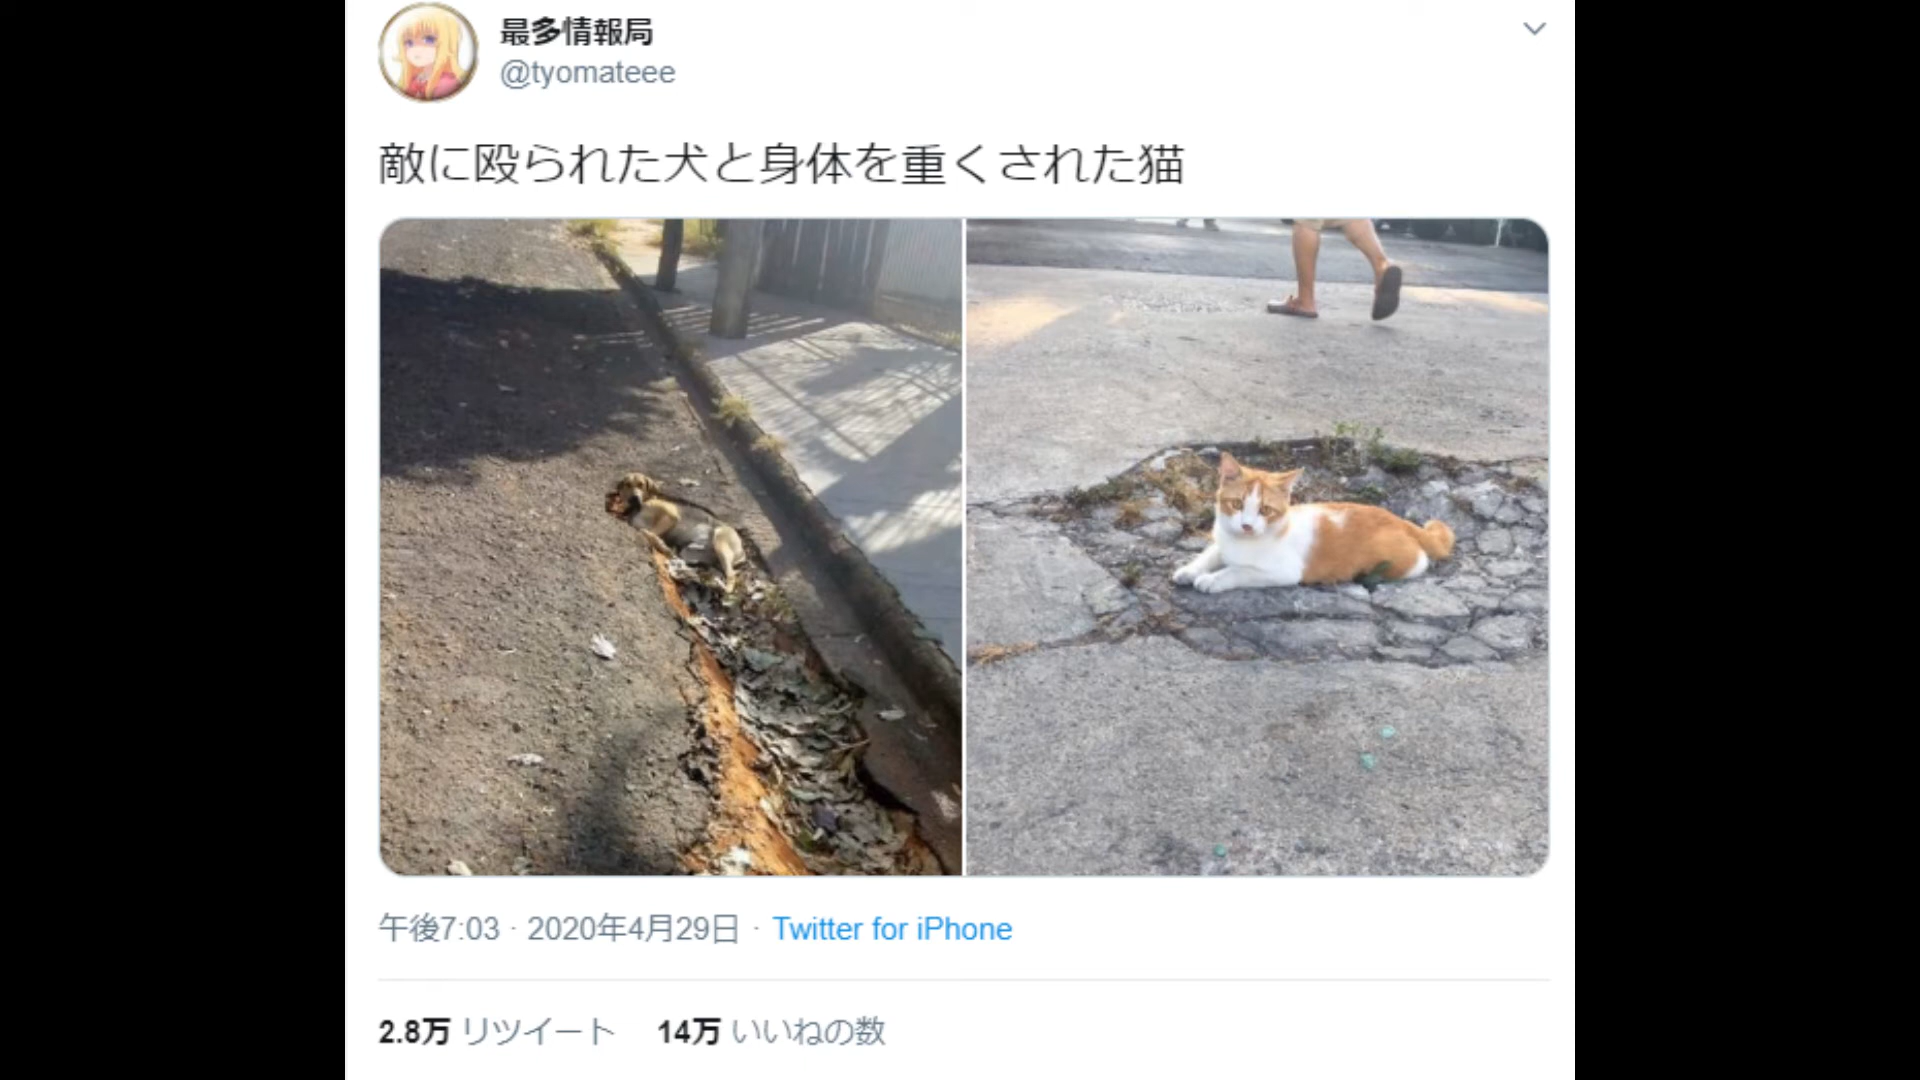 最多情報局
@tyomateee
敵に殴られた犬と身体を重くされた猫
午後7:03 · 2020年4月29日 · Twitter for iPhone
2.8万 リツイート 14万 いいねの数